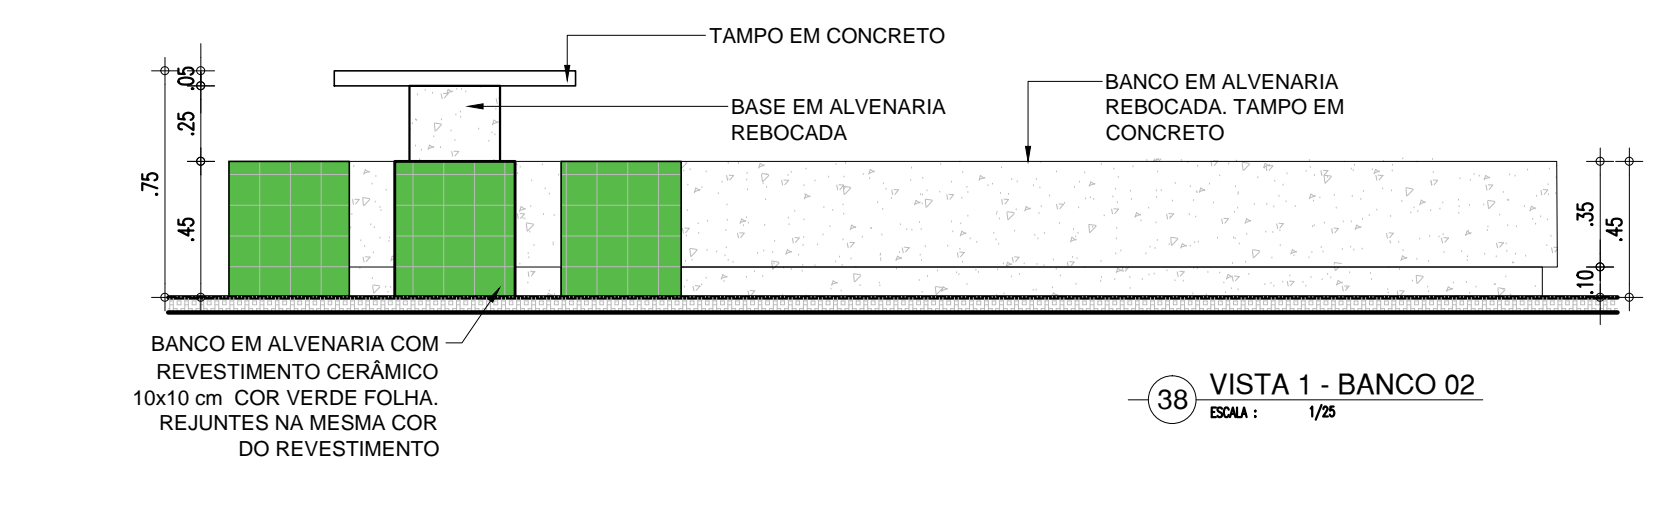 TAMPO EM CONCRETO
BASE EM ALVENARIA
REBOCADA
BANCO EM ALVENARIA
REBOCADA. TAMPO EM
CONCRETO
.05
.25
.75
.45
.35
.45
.10
BANCO EM ALVENARIA COM
REVESTIMENTO CERÂMICO
10x10 cm COR VERDE FOLHA.
REJUNTES NA MESMA COR
DO REVESTIMENTO
38
VISTA 1 - BANCO 02
ESCALA : 1/25